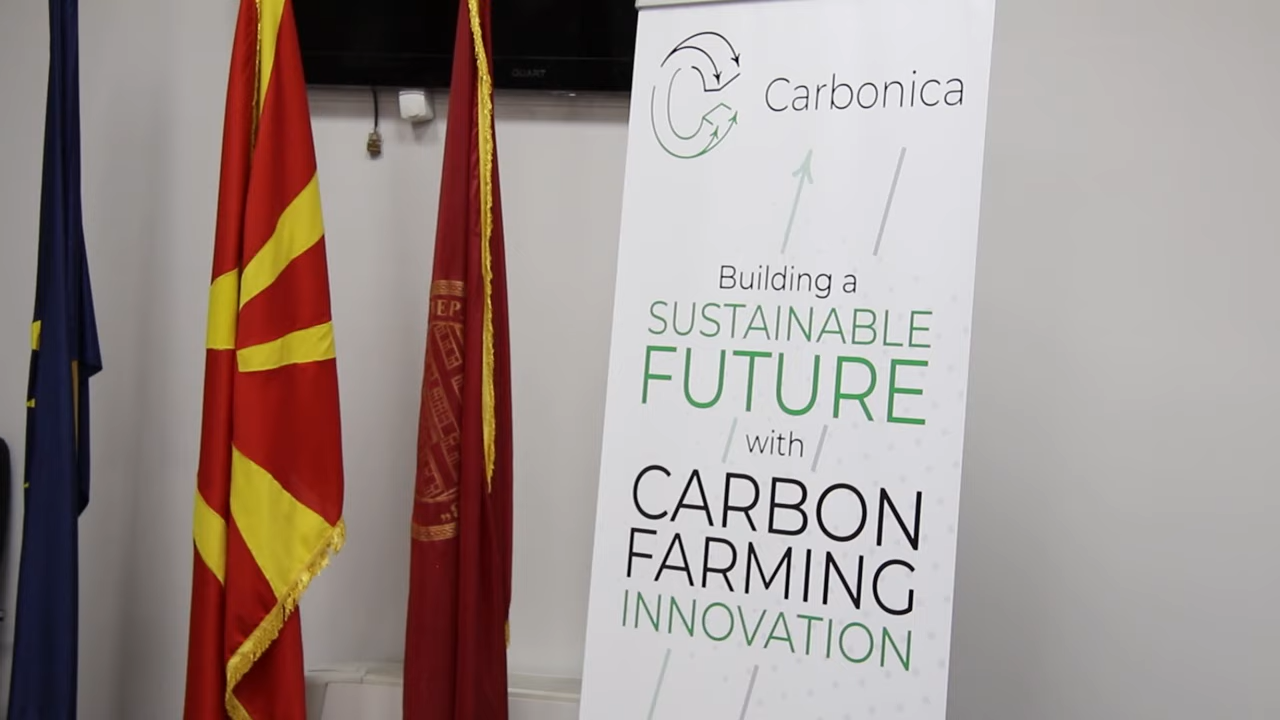 Carbonica
Building a
SUSTAINABLE
FUTURE
with
CARBON
FARMING
INNOVATION